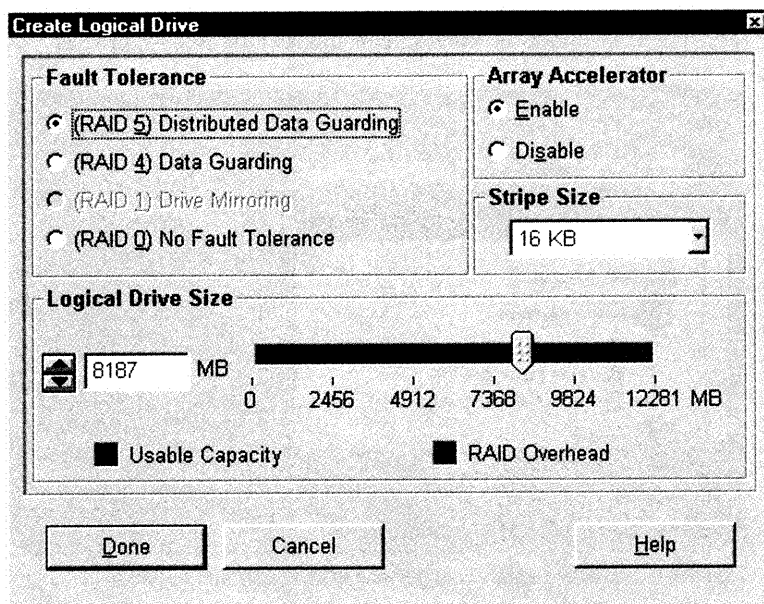 Create Logical Drive
Fault Tolerance
(RAID 5) Distributed Data Guarding
(RAID 4) Data Guarding
(RAID 1) Drive Mirroring
(RAID 0) No Fault Tolerance
Array Accelerator
Enable
Disable
Stripe Size
16 KB
Logical Drive Size
8187 MB
0 2456 4912 7368 9824 12281 MB
Usable Capacity RAID Overhead
Done Cancel Help